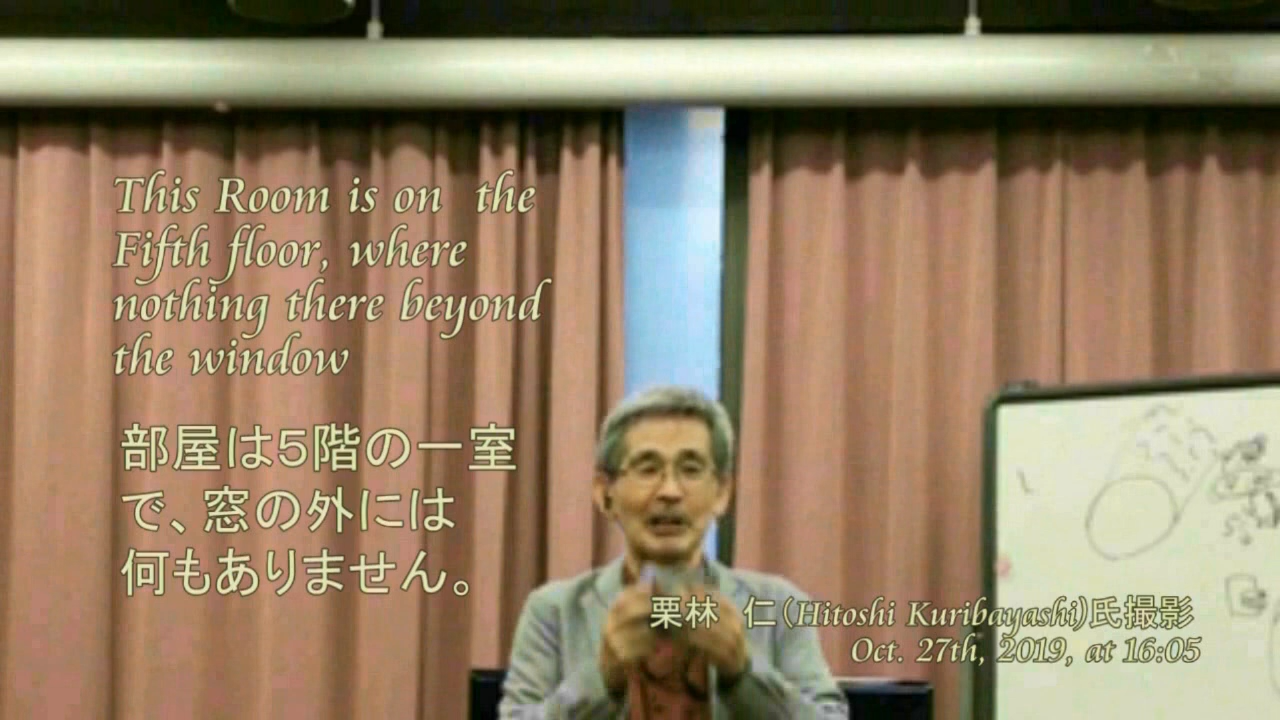 This Room is on the
Fifth floor, where
nothing there beyond
the window
部屋は５階の一室
で、窓の外には
何もありません。
栗林 仁（Hitoshi Kuribayashi)氏撮影
Oct. 27th, 2019, at 16:05